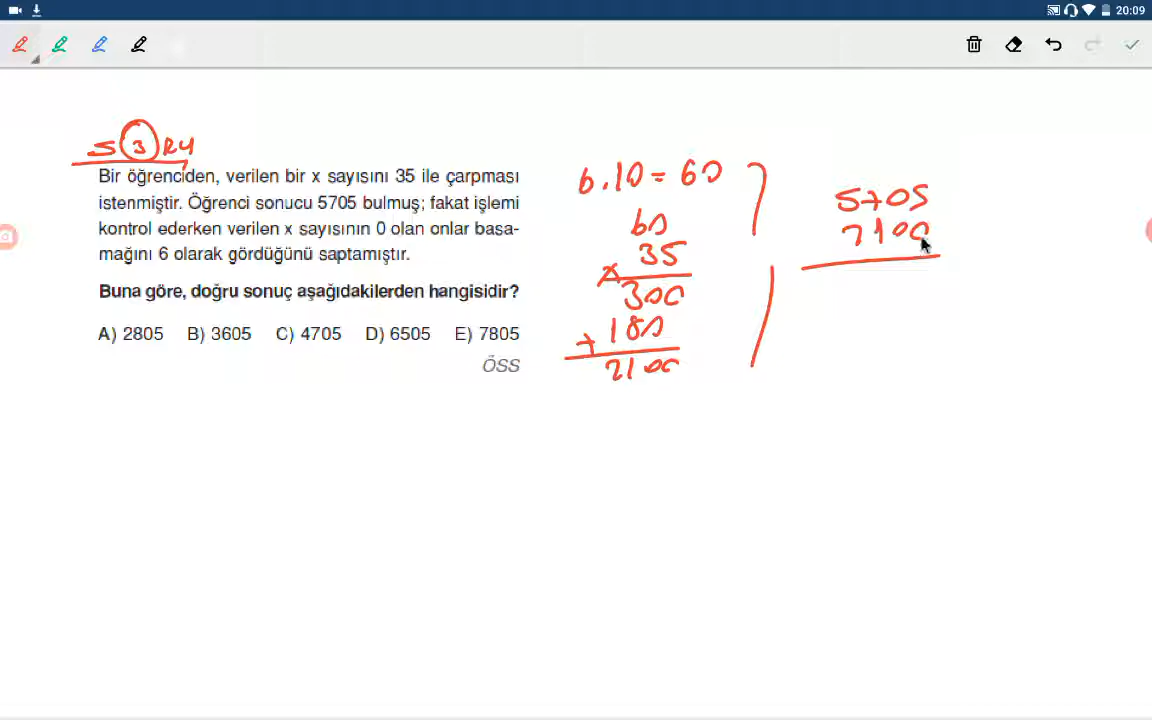 20:09
S 3 R4
Bir öğrenciden, verilen bir x sayısını 35 ile çarpması
istenmiştir. Öğrenci sonucu 5705 bulmuş; fakat işlemi
kontrol ederken verilen x sayısının 0 olan onlar basa-
mağını 6 olarak gördüğünü saptamıştır.
Buna göre, doğru sonuç aşağıdakilerden hangisidir?
A) 2805 B) 3605 C) 4705 D) 6505 E) 7805
ÖSS
6.10 = 60
60
35
x
300
+ 180
2100
5705
2100